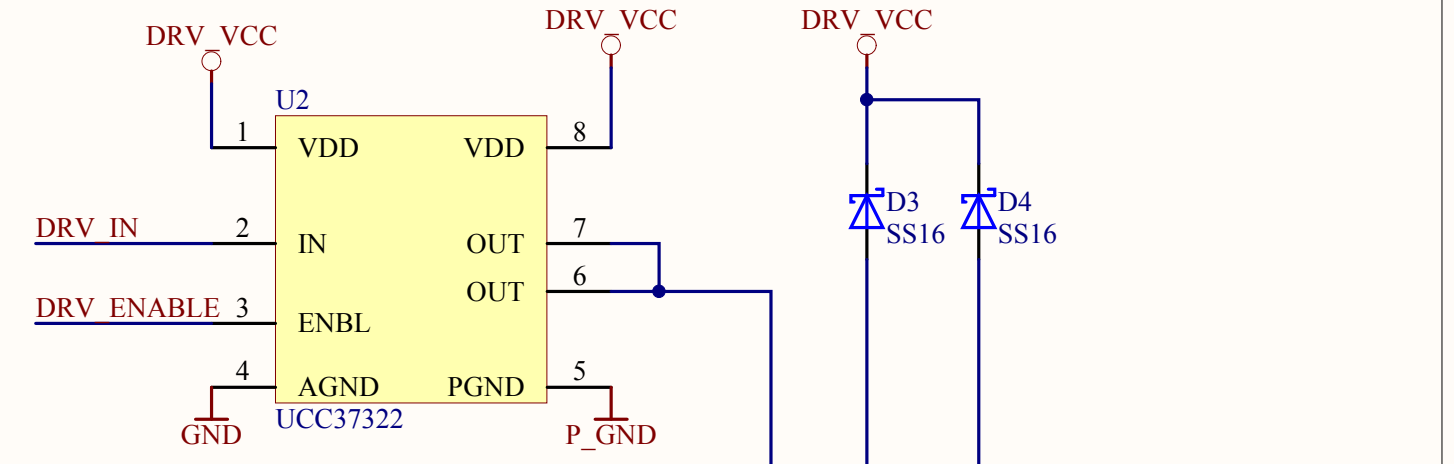 DRV_VCC
DRV_VCC
DRV_VCC
U2
1
VDD
VDD
8
D3
SS16
D4
SS16
DRV_IN
2
IN
OUT
7
OUT
6
DRV_ENABLE
3
ENBL
4
AGND
PGND
5
UCC37322
GND
P_GND